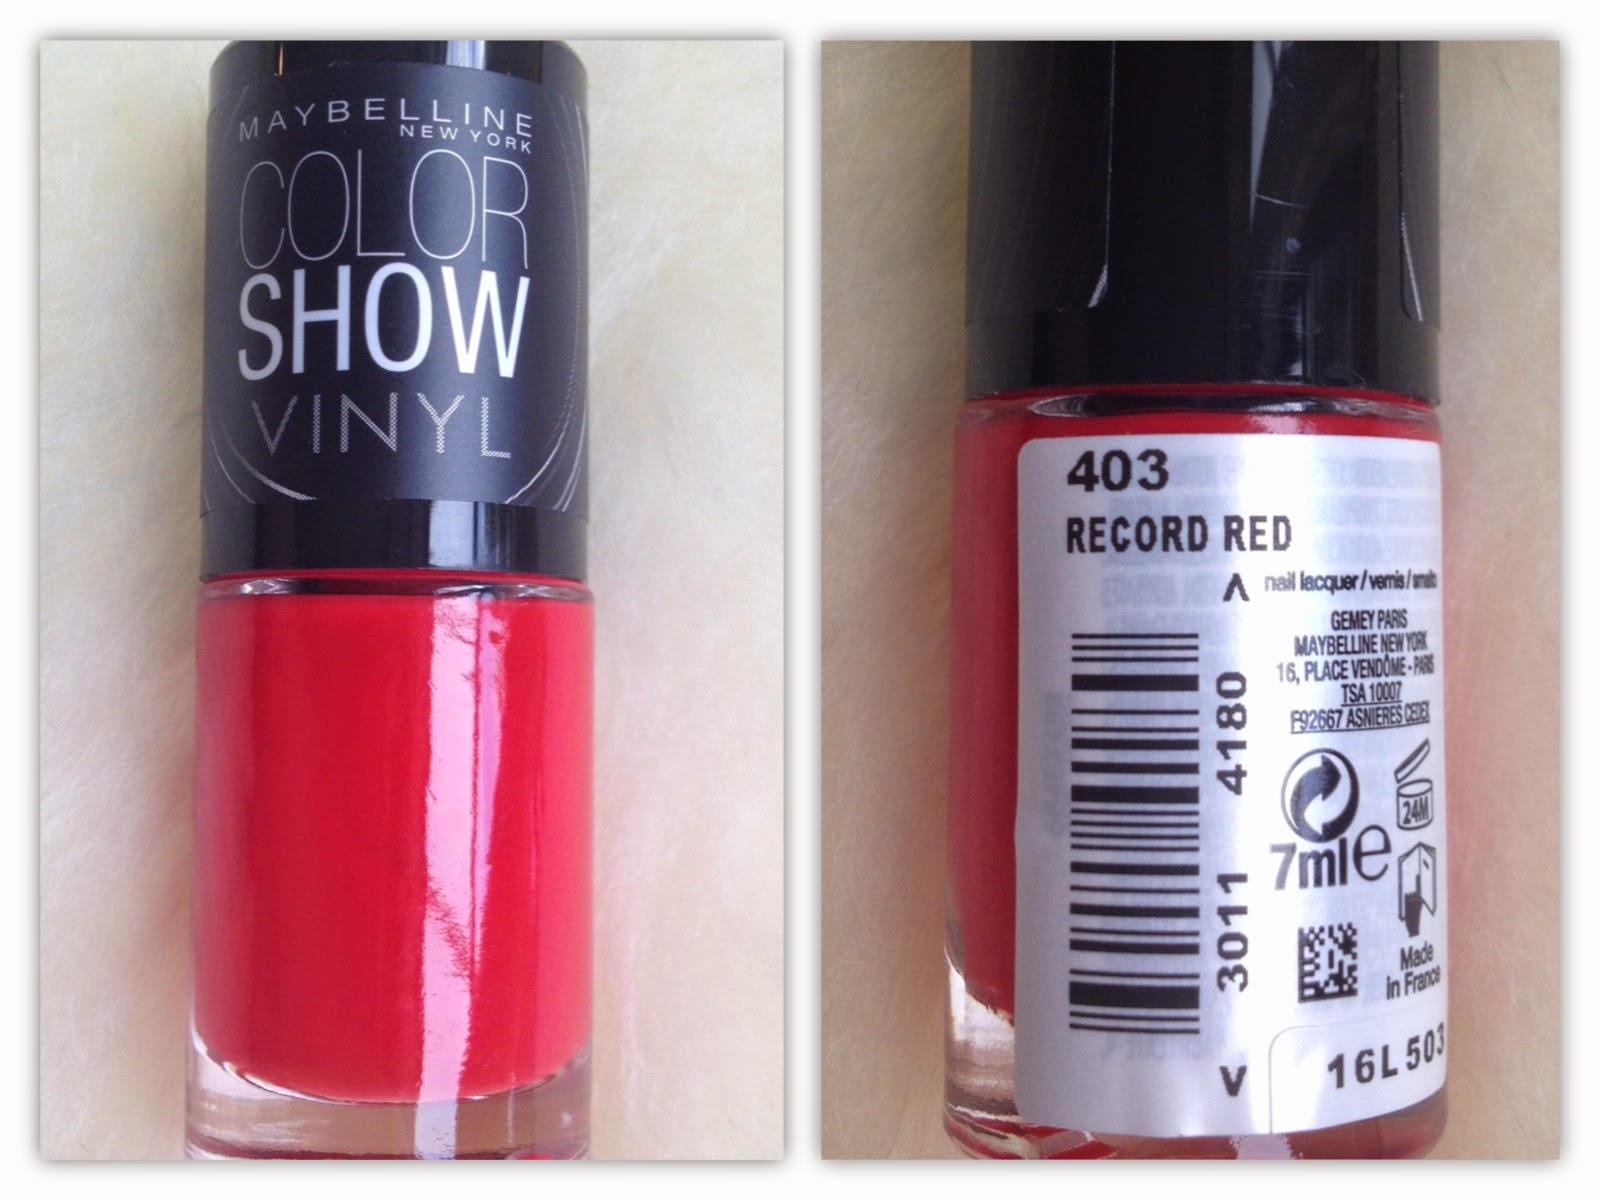 MAYBELLINE
NEW YORK
COLOR
SHOW
VINYL
403
RECORD RED
nail lacquer/vernis/smalto
GEMEY PARIS
MAYBELLINE NEW YORK
16, PLACE VENDÔME - PARIS
TSA 10007
F92667 ASNIERES CEDEX
3011 4180
24M
7ml e
Made
in France
16L503